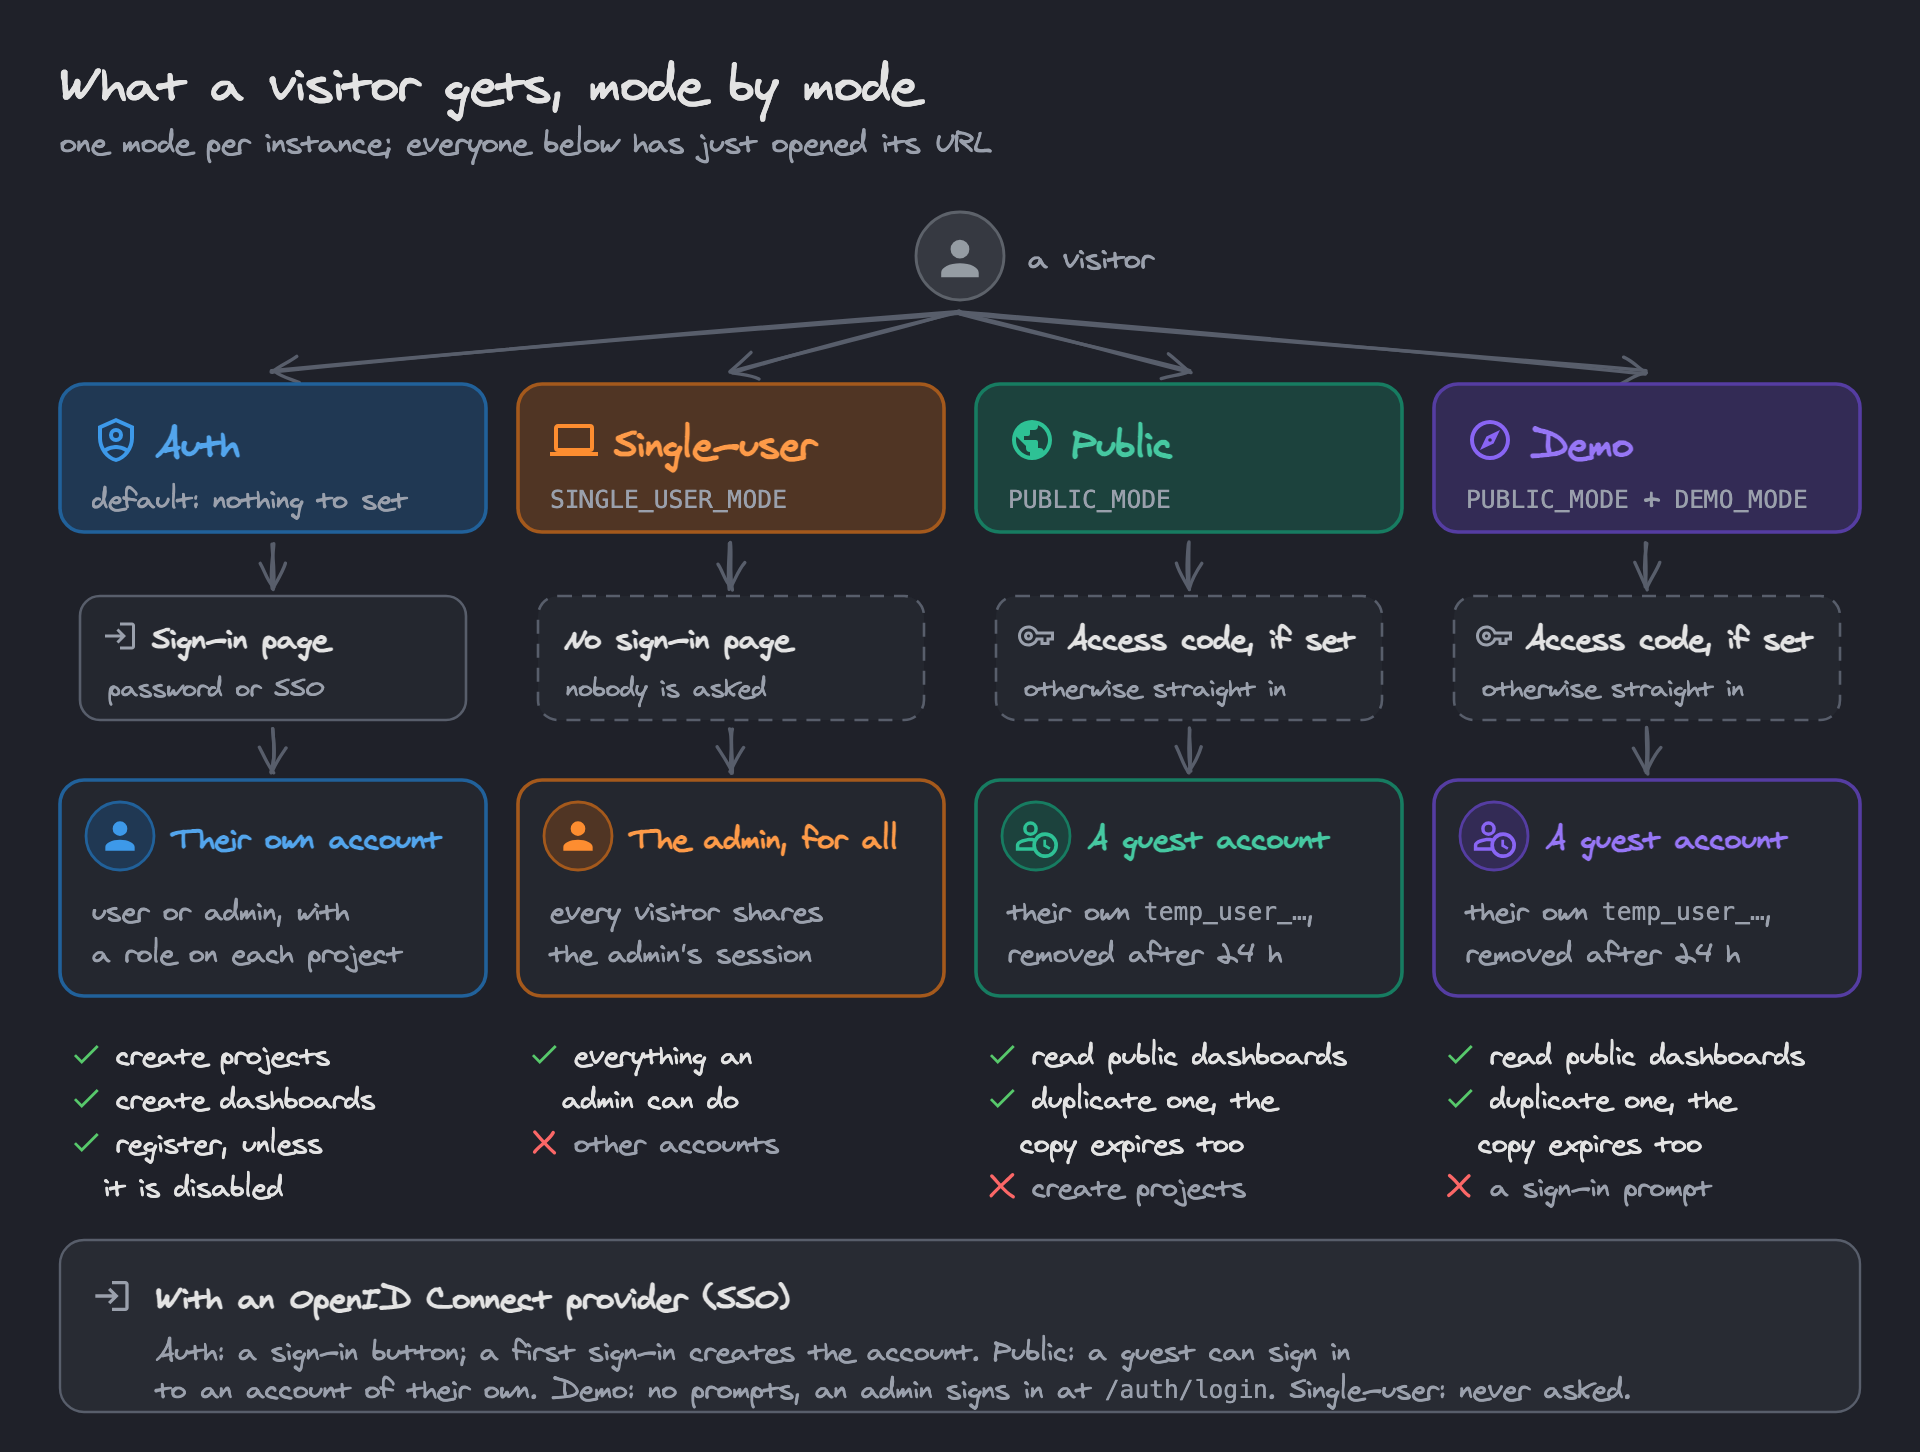 What a visitor gets, mode by mode
one mode per instance; everyone below has just opened its URL
a visitor
Auth
default: nothing to set
Single-user
SINGLE_USER_MODE
Public
PUBLIC_MODE
Demo
PUBLIC_MODE + DEMO_MODE
Sign-in page
password or SSO
No sign-in page
nobody is asked
Access code, if set
otherwise straight in
Access code, if set
otherwise straight in
Their own account
user or admin, with
a role on each project
The admin, for all
every visitor shares
the admin's session
A guest account
their own temp_user_…,
removed after 24 h
A guest account
their own temp_user_…,
removed after 24 h
create projects
create dashboards
register, unless
it is disabled
everything an
admin can do
other accounts
read public dashboards
duplicate one, the
copy expires too
create projects
read public dashboards
duplicate one, the
copy expires too
a sign-in prompt
With an OpenID Connect provider (SSO)
Auth: a sign-in button; a first sign-in creates the account. Public: a guest can sign in
to an account of their own. Demo: no prompts, an admin signs in at /auth/login. Single-user: never asked.